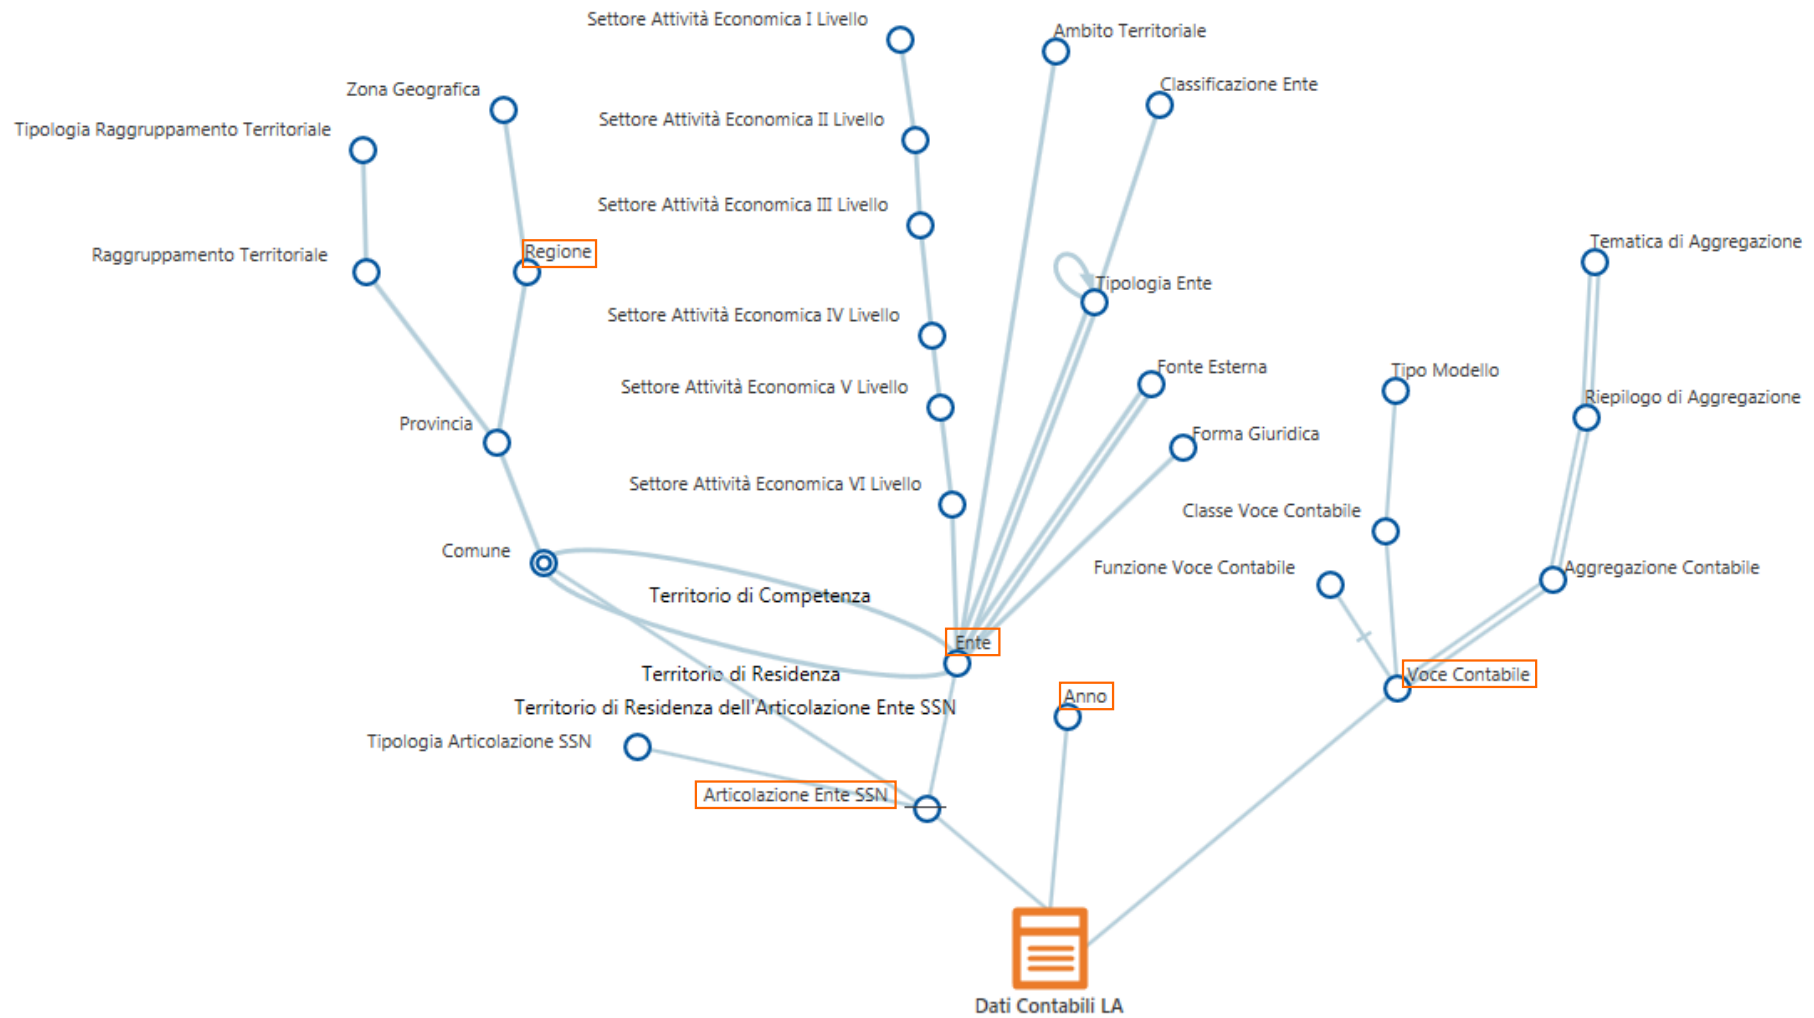 Settore Attività Economica I Livello
Ambito Territoriale
Zona Geografica
Classificazione Ente
Tipologia Raggruppamento Territoriale
Settore Attività Economica II Livello
Settore Attività Economica III Livello
Raggruppamento Territoriale
Regione
Tematica di Aggregazione
Tipologia Ente
Settore Attività Economica IV Livello
Fonte Esterna
Tipo Modello
Settore Attività Economica V Livello
Riepilogo di Aggregazione
Provincia
Forma Giuridica
Settore Attività Economica VI Livello
Classe Voce Contabile
Comune
Funzione Voce Contabile
Aggregazione Contabile
Territorio di Competenza
Ente
Territorio di Residenza
Voce Contabile
Territorio di Residenza dell'Articolazione Ente SSN
Anno
Tipologia Articolazione SSN
Articolazione Ente SSN
Dati Contabili LA